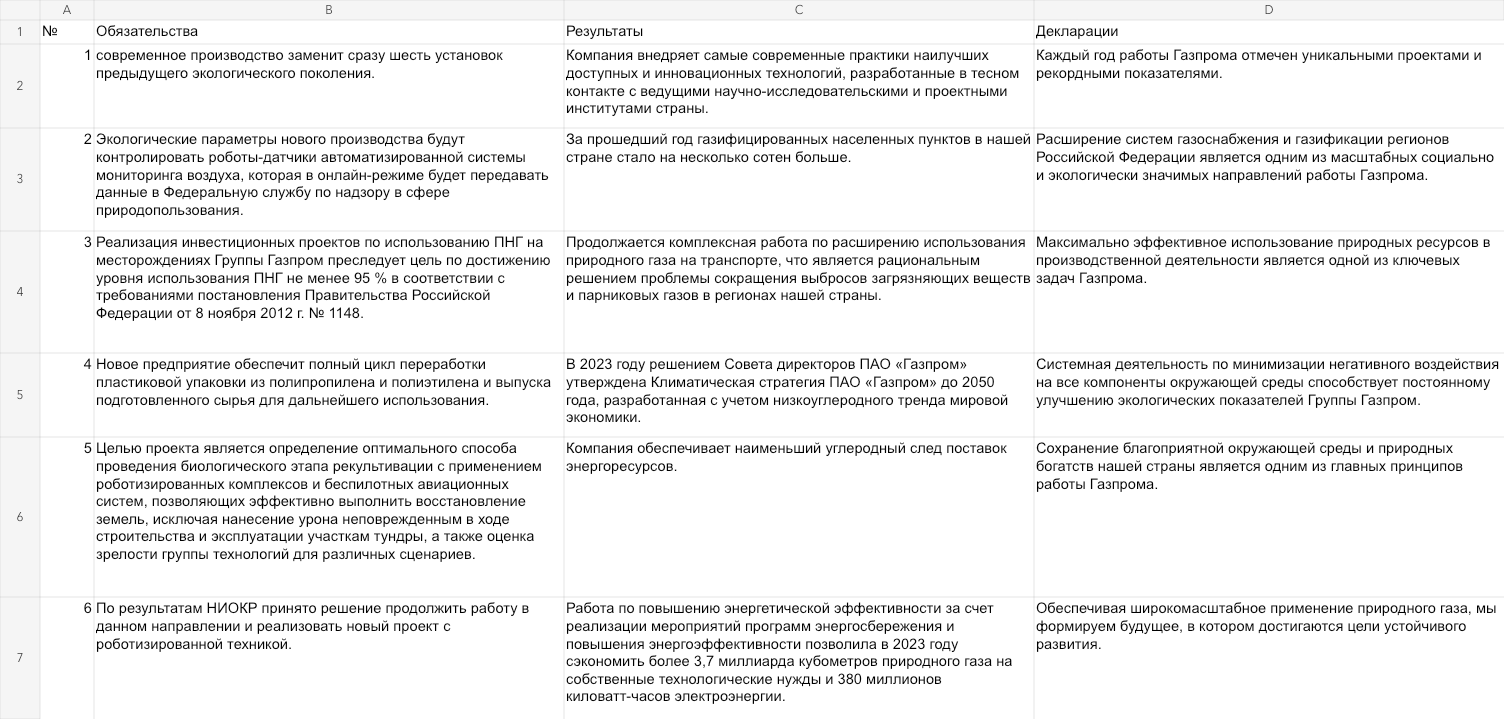 A
B
C
D
1
№
Обязательства
Результаты
Декларации
2
1
современное производство заменит сразу шесть установок
предыдущего экологического поколения.
Компания внедряет самые современные практики наилучших
доступных и инновационных технологий, разработанные в тесном
контакте с ведущими научно-исследовательскими и проектными
институтами страны.
Каждый год работы Газпрома отмечен уникальными проектами и
рекордными показателями.
3
2
Экологические параметры нового производства будут
контролировать роботы-датчики автоматизированной системы
мониторинга воздуха, которая в онлайн-режиме будет передавать
данные в Федеральную службу по надзору в сфере
природопользования.
За прошедший год газифицированных населенных пунктов в нашей
стране стало на несколько сотен больше.
Расширение систем газоснабжения и газификации регионов
Российской Федерации является одним из масштабных социально
и экологически значимых направлений работы Газпрома.
4
3
Реализация инвестиционных проектов по использованию ПНГ на
месторождениях Группы Газпром преследует цель по достижению
уровня использования ПНГ не менее 95 % в соответствии с
требованиями постановления Правительства Российской
Федерации от 8 ноября 2012 г. № 1148.
Продолжается комплексная работа по расширению использования
природного газа на транспорте, что является рациональным
решением проблемы сокращения выбросов загрязняющих веществ
и парниковых газов в регионах нашей страны.
Максимально эффективное использование природных ресурсов в
производственной деятельности является одной из ключевых
задач Газпрома.
5
4
Новое предприятие обеспечит полный цикл переработки
пластиковой упаковки из полипропилена и полиэтилена и выпуска
подготовленного сырья для дальнейшего использования.
В 2023 году решением Совета директоров ПАО «Газпром»
утверждена Климатическая стратегия ПАО «Газпром» до 2050
года, разработанная с учетом низкоуглеродного тренда мировой
экономики.
Системная деятельность по минимизации негативного воздействия
на все компоненты окружающей среды способствует постоянному
улучшению экологических показателей Группы Газпром.
6
5
Целью проекта является определение оптимального способа
проведения биологического этапа рекультивации с применением
роботизированных комплексов и беспилотных авиационных
систем, позволяющих эффективно выполнить восстановление
земель, исключая нанесение урона неповрежденным в ходе
строительства и эксплуатации участкам тундры, а также оценка
зрелости группы технологий для различных сценариев.
Компания обеспечивает наименьший углеродный след поставок
энергоресурсов.
Сохранение благоприятной окружающей среды и природных
богатств нашей страны является одним из главных принципов
работы Газпрома.
7
6
По результатам НИОКР принято решение продолжить работу в
данном направлении и реализовать новый проект с
роботизированной техникой.
Работа по повышению энергетической эффективности за счет
реализации мероприятий программ энергосбережения и
повышения энергоэффективности позволила в 2023 году
сэкономить более 3,7 миллиарда кубометров природного газа на
собственные технологические нужды и 380 миллионов
киловатт-часов электроэнергии.
Обеспечивая широкомасштабное применение природного газа, мы
формируем будущее, в котором достигаются цели устойчивого
развития.